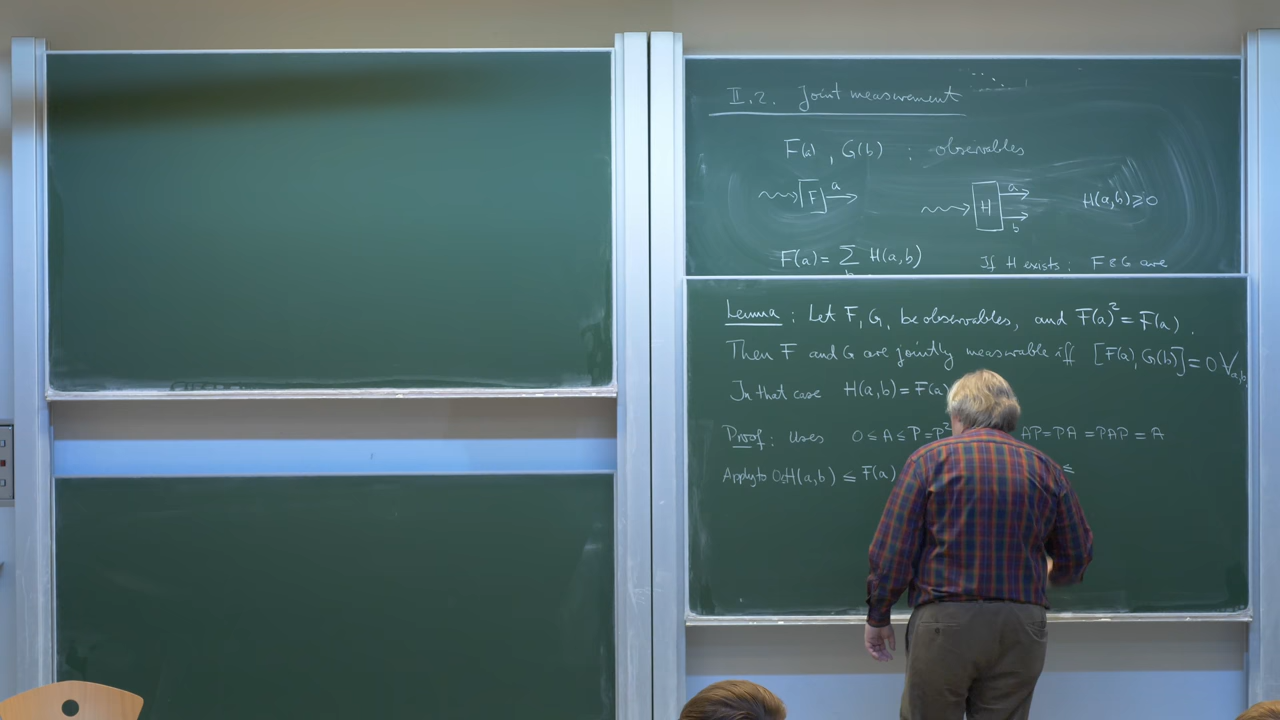 II.2. Joint measurement
F(a), G(b) : observables
F a H a b H(a,b) ≥ 0
F(a) = ∑ H(a,b) If H exists: F & G are
Lemma: Let F, G, be observables, and F(a)² = F(a).
Then F and G are jointly measurable iff [F(a), G(b)] = 0 ∀a,b.
In that case H(a,b) = F(a)
Proof: Uses 0 ≤ A ≤ P = P² AP = PA = PAP = A
Apply to 0 ≤ H(a,b) ≤ F(a) ≤